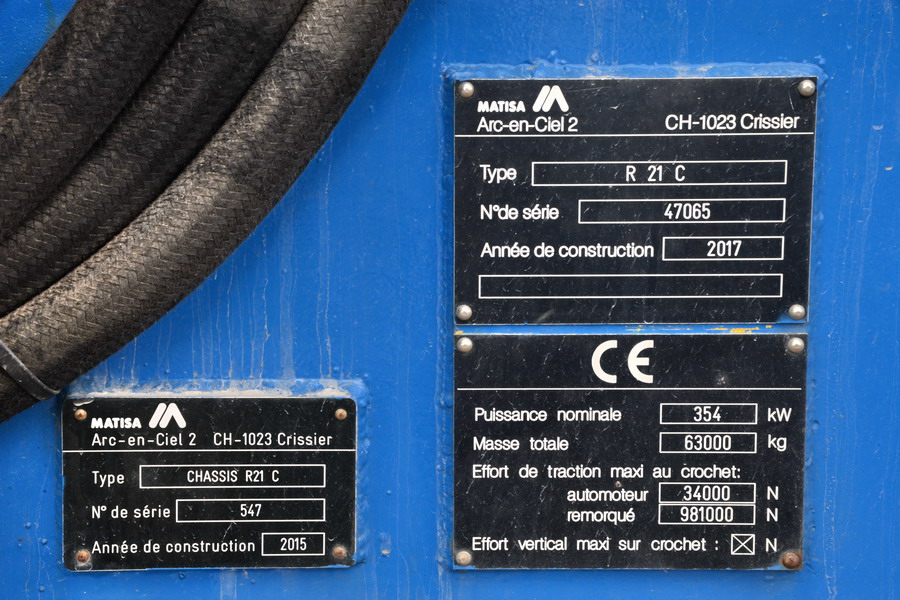 MATISA
Arc-en-Ciel 2 CH-1023 Crissier
Type R 21 C
N° de série 47065
Année de construction 2017
CE
Puissance nominale 354 kW
Masse totale 63000 kg
Effort de traction maxi au crochet:
automoteur 34000 N
remorqué 981000 N
Effort vertical maxi sur crochet : N
MATISA
Arc-en-Ciel 2 CH-1023 Crissier
Type CHASSIS R21 C
N° de série 547
Année de construction 2015